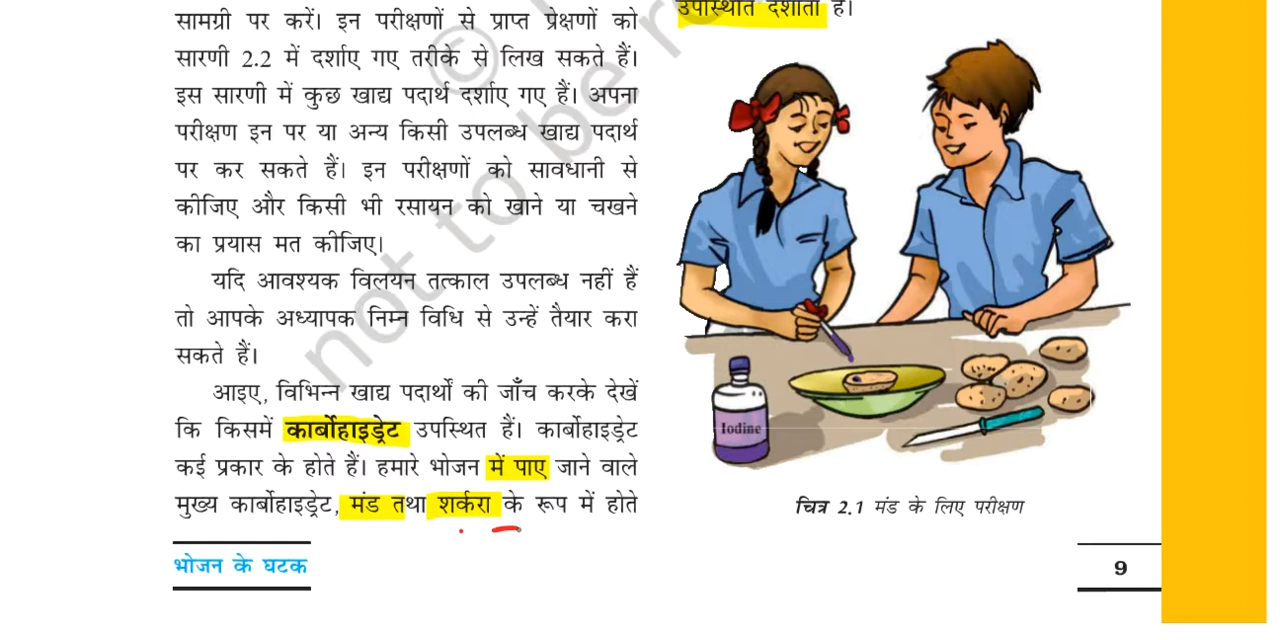 सामग्री पर करें। इन परीक्षणों से प्राप्त प्रेक्षणों को
सारणी 2.2 में दर्शाए गए तरीके से लिख सकते हैं।
इस सारणी में कुछ खाद्य पदार्थ दर्शाए गए हैं। अपना
परीक्षण इन पर या अन्य किसी उपलब्ध खाद्य पदार्थ
पर कर सकते हैं। इन परीक्षणों को सावधानी से
कीजिए और किसी भी रसायन को खाने या चखने
का प्रयास मत कीजिए।
यदि आवश्यक विलयन तत्काल उपलब्ध नहीं हैं
तो आपके अध्यापक निम्न विधि से उन्हें तैयार करा
सकते हैं।
आइए, विभिन्न खाद्य पदार्थों की जाँच करके देखें
कि किसमें कार्बोहाइड्रेट उपस्थित हैं। कार्बोहाइड्रेट
कई प्रकार के होते हैं। हमारे भोजन में पाए जाने वाले
मुख्य कार्बोहाइड्रेट, मंड तथा शर्करा के रूप में होते
भोजन के घटक
उपस्थिति दर्शाता है।
Iodine
चित्र 2.1 मंड के लिए परीक्षण
9
© not to be re